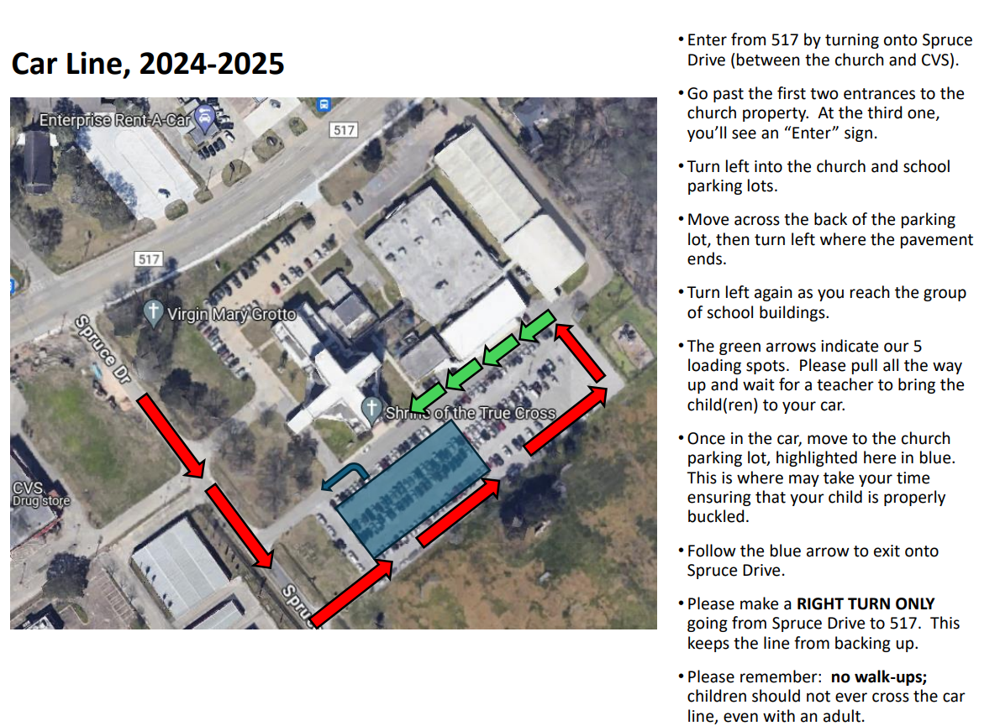 Car Line, 2024-2025
Enterprise Rent-A-Car
517
517
Virgin Mary Grotto
Spruce Dr
Shrine of the True Cross
CVS
Drug store
Spruc
• Enter from 517 by turning onto Spruce
Drive (between the church and CVS).
• Go past the first two entrances to the
church property.  At the third one,
you’ll see an “Enter” sign.
• Turn left into the church and school
parking lots.
• Move across the back of the parking
lot, then turn left where the pavement
ends.
• Turn left again as you reach the group
of school buildings.
• The green arrows indicate our 5
loading spots.  Please pull all the way
up and wait for a teacher to bring the
child(ren) to your car.
• Once in the car, move to the church
parking lot, highlighted here in blue.
This is where may take your time
ensuring that your child is properly
buckled.
• Follow the blue arrow to exit onto
Spruce Drive.
• Please make a RIGHT TURN ONLY
going from Spruce Drive to 517.  This
keeps the line from backing up.
• Please remember:  no walk-ups;
children should not ever cross the car
line, even with an adult.